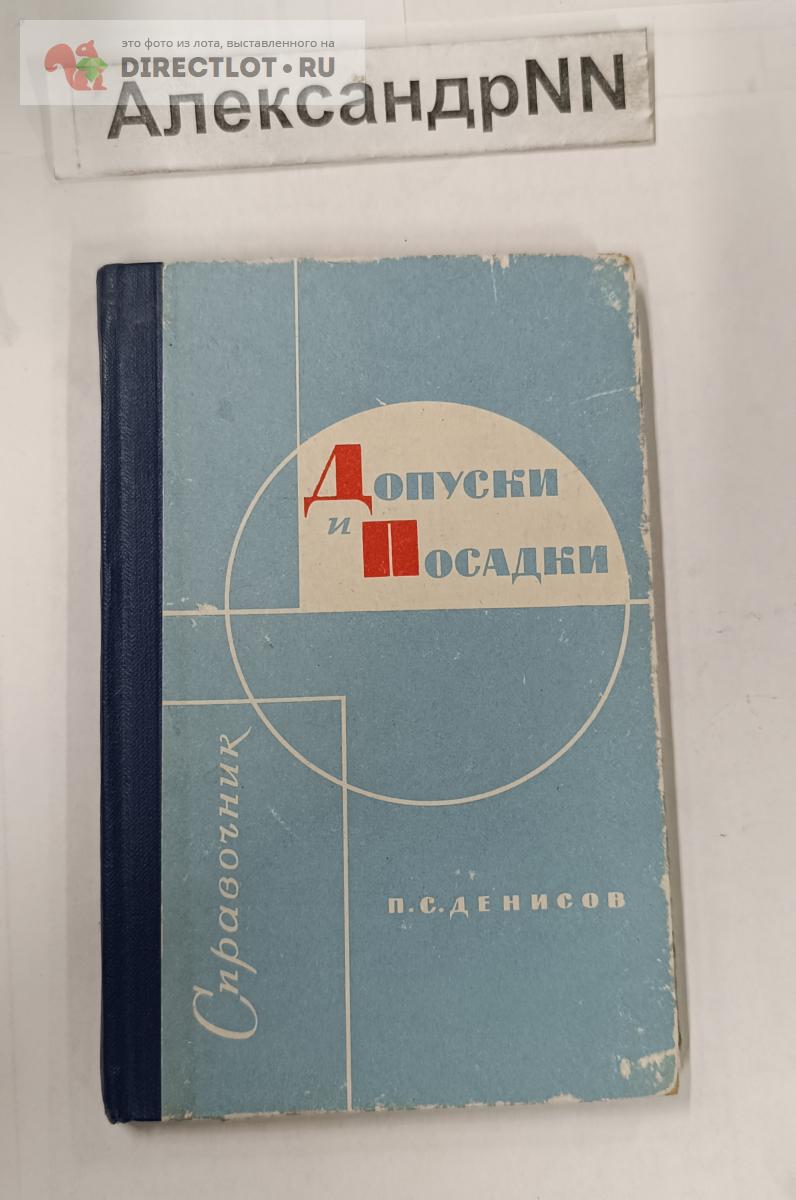 это фото из лота, выставленного на
DIRECTLOT.RU
АлександрNN
Допуски
и
Посадки
Справочник
П.С.ДЕНИСОВ